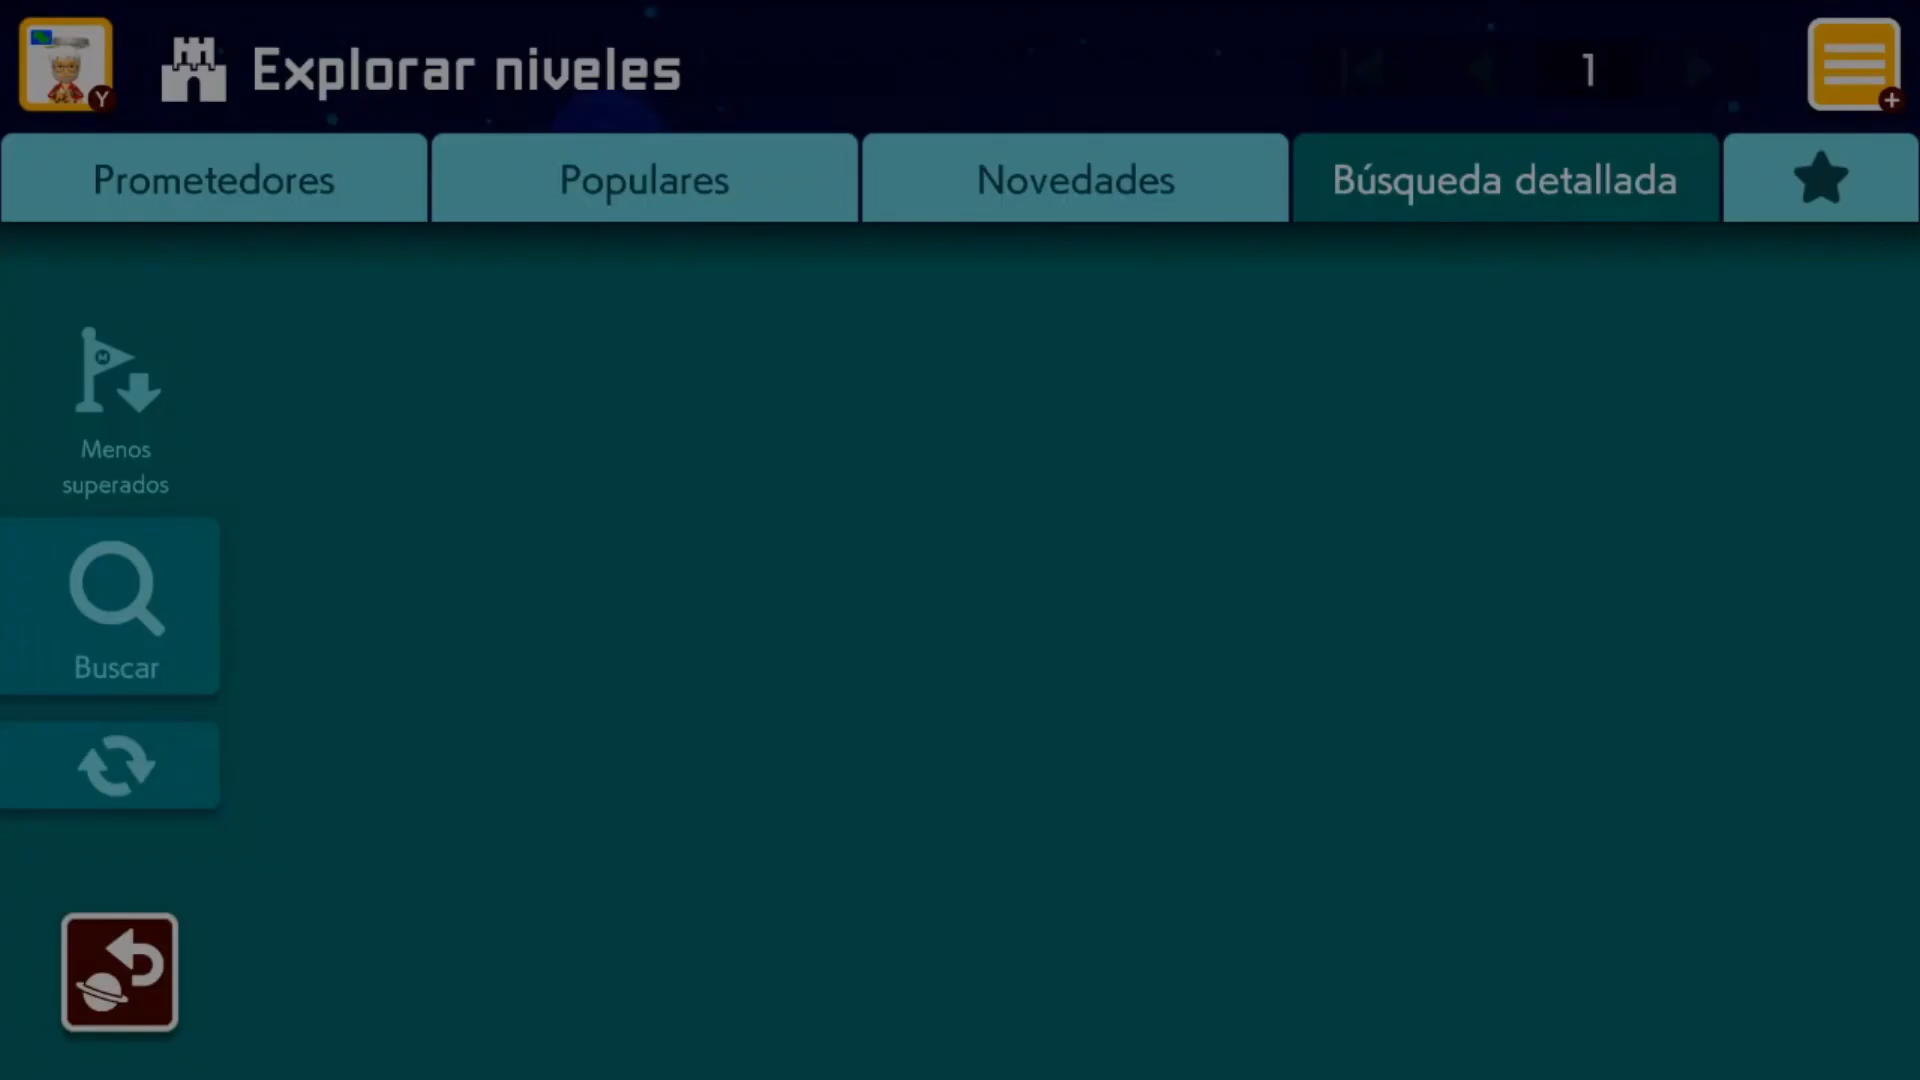 Y
Explorar niveles
1
+
Prometedores
Populares
Novedades
Búsqueda detallada
M
Menos
superados
Buscar